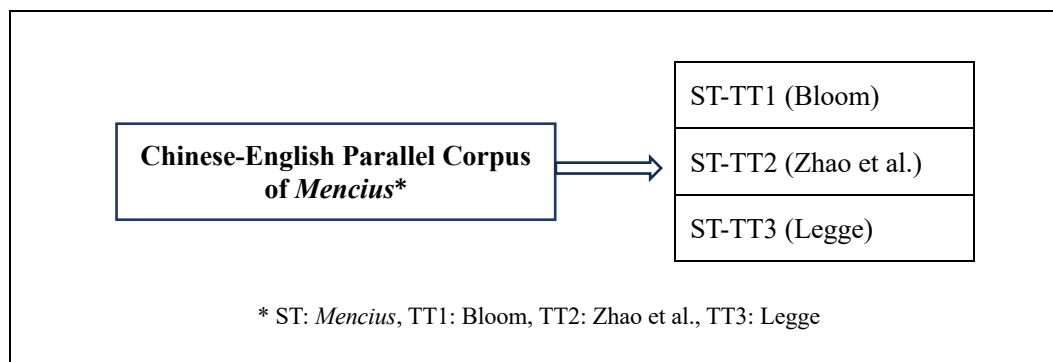 ST-TT1 (Bloom)
Chinese-English Parallel Corpus
of Mencius*
ST-TT2 (Zhao et al.)
ST-TT3 (Legge)
* ST: Mencius, TT1: Bloom, TT2: Zhao et al., TT3: Legge